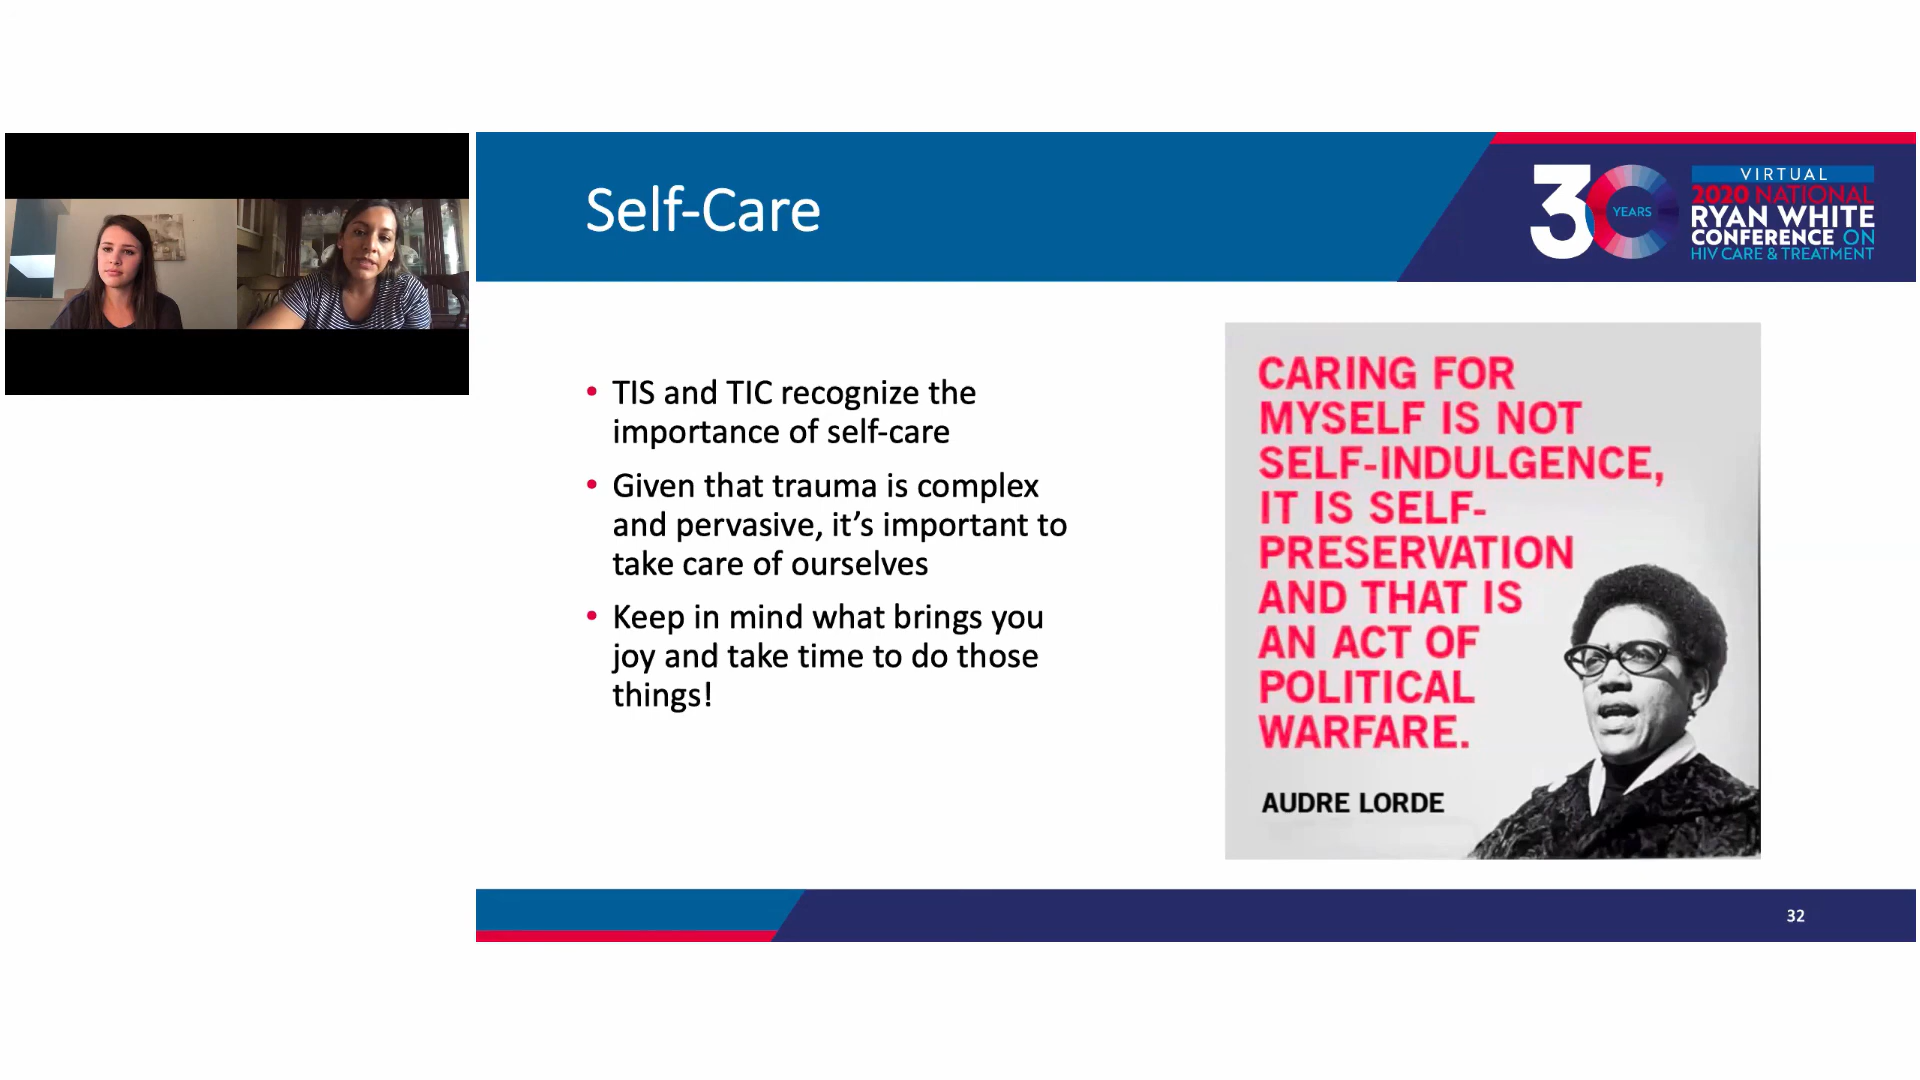 Self-Care
30
YEARS
VIRTUAL
2020 NATIONAL
RYAN WHITE
CONFERENCE ON
HIV CARE & TREATMENT
• TIS and TIC recognize the
importance of self-care
• Given that trauma is complex
and pervasive, it’s important to
take care of ourselves
• Keep in mind what brings you
joy and take time to do those
things!
CARING FOR
MYSELF IS NOT
SELF-INDULGENCE,
IT IS SELF-
PRESERVATION
AND THAT IS
AN ACT OF
POLITICAL
WARFARE.
AUDRE LORDE
32